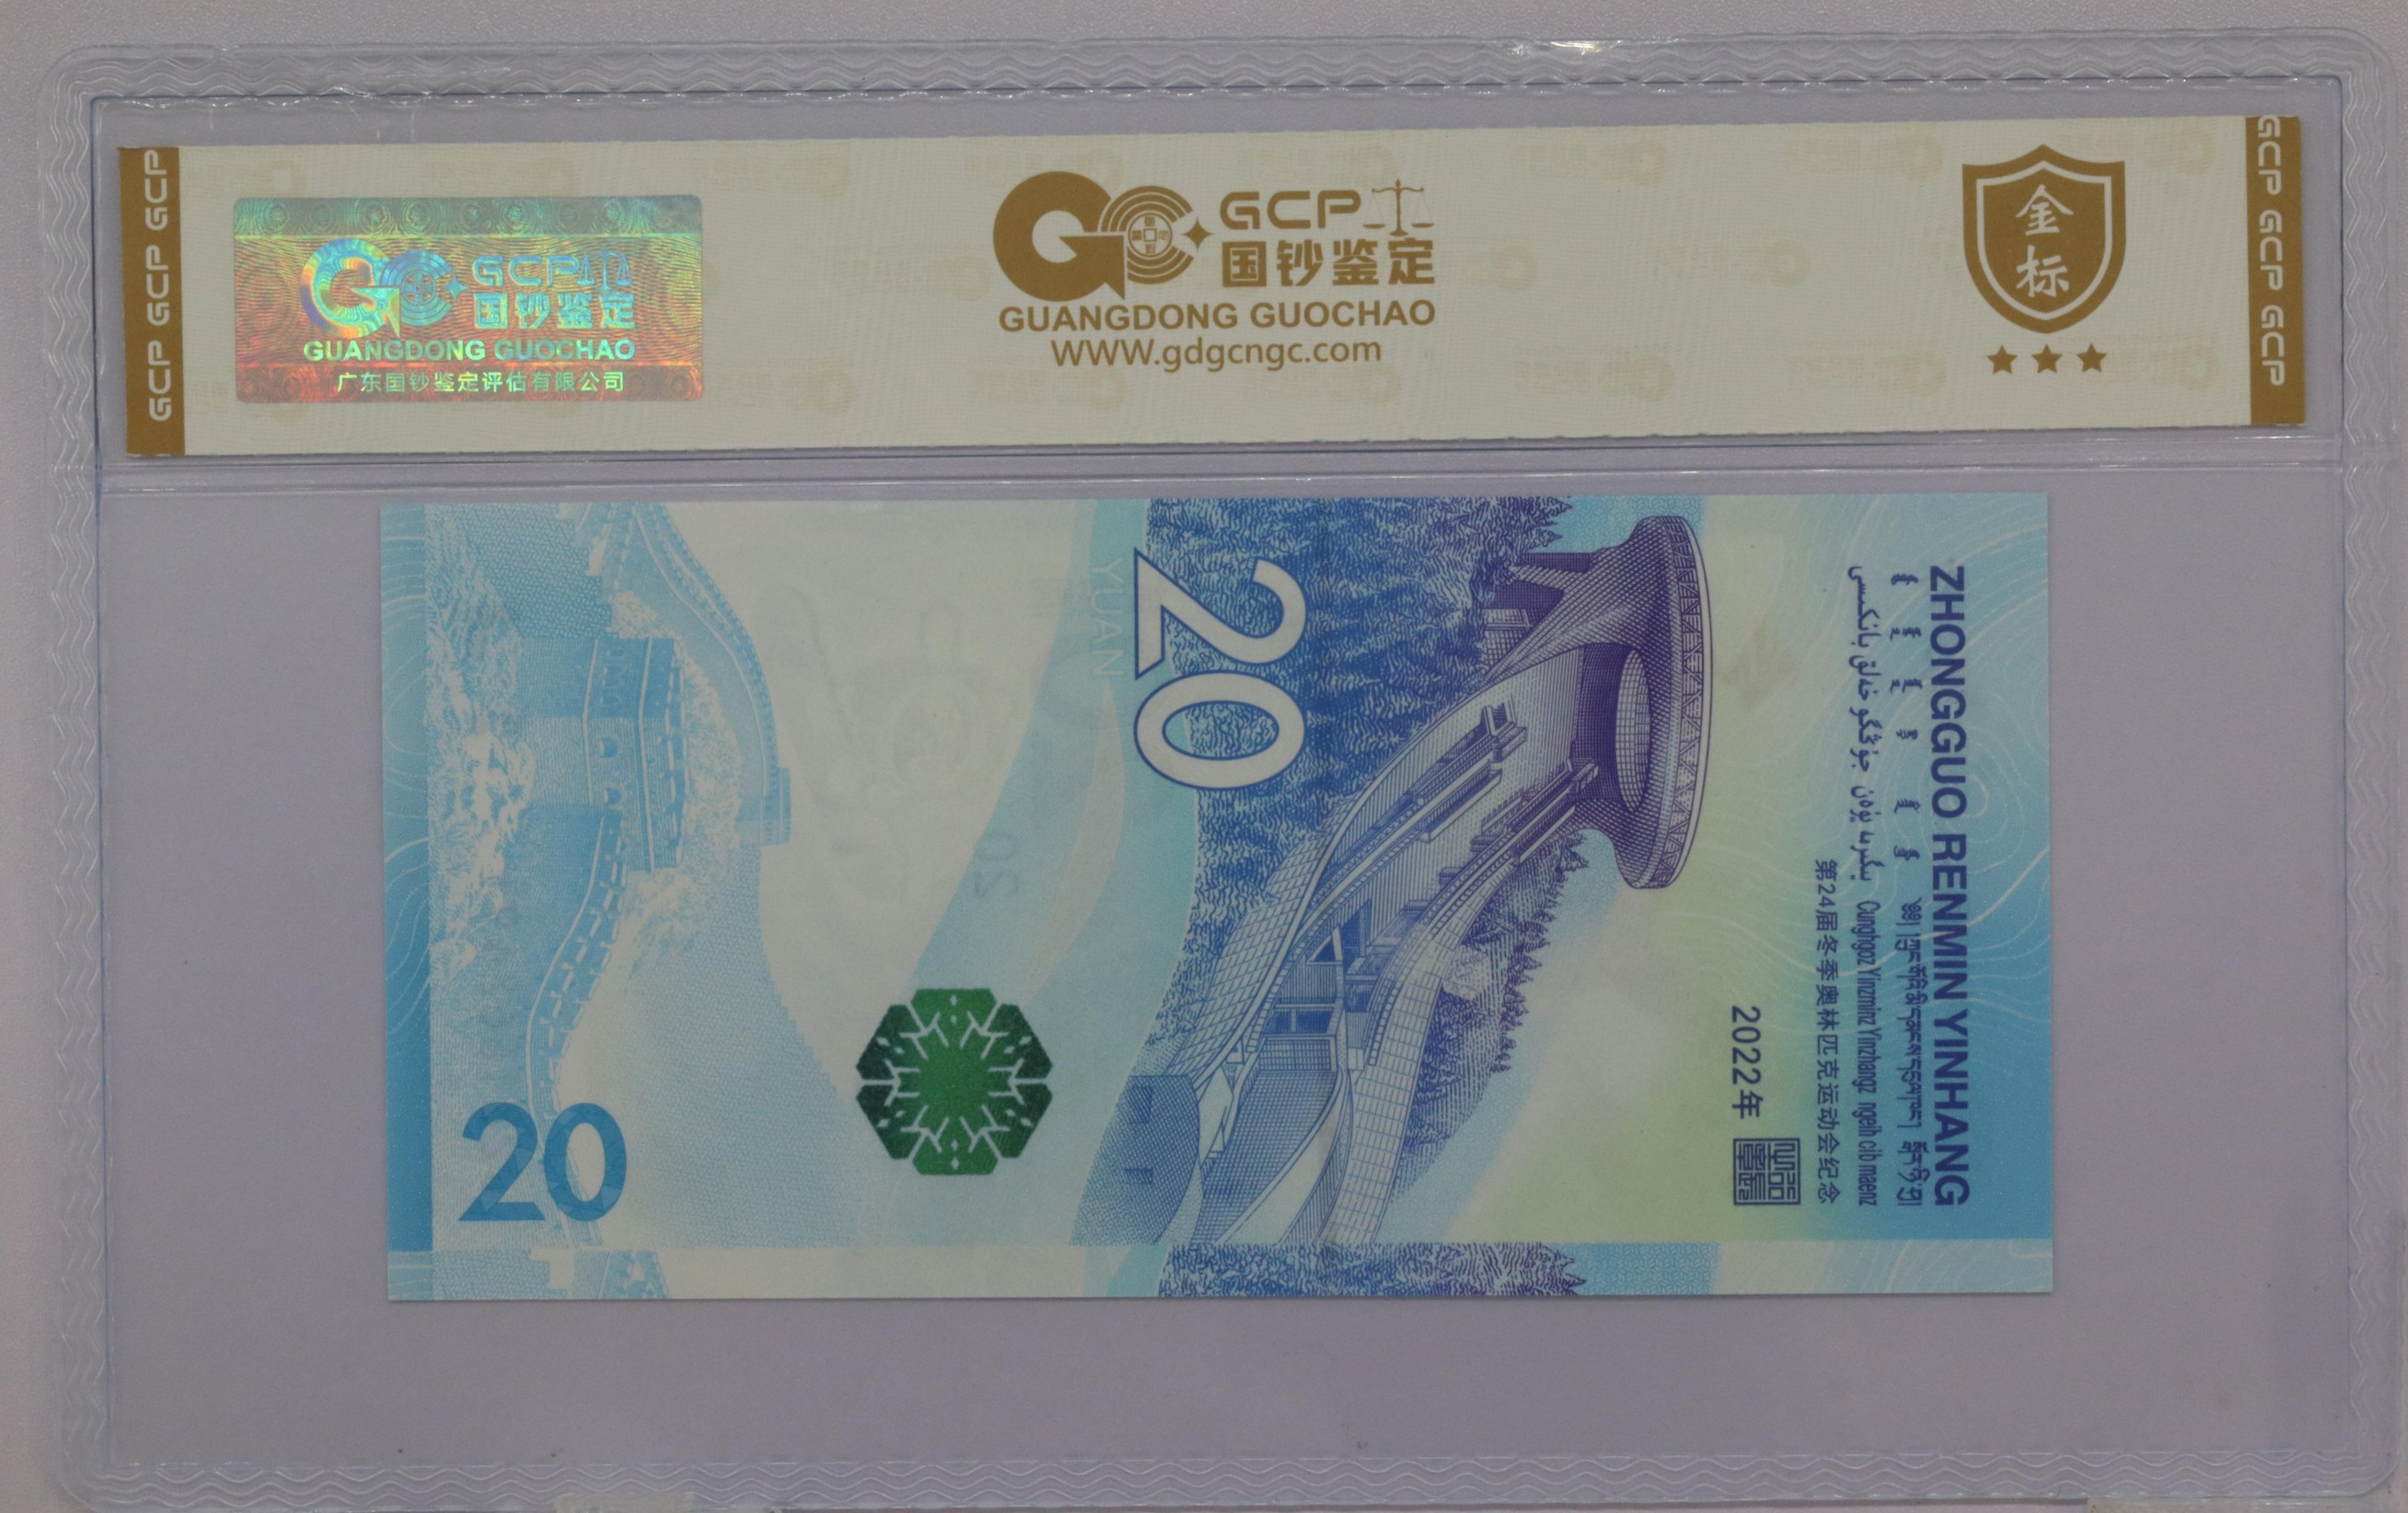 GCP GCP GCP
GCP
国钞鉴定
GUANGDONG GUOCHAO
广东国钞鉴定评估有限公司
GCP
国钞鉴定
GUANGDONG GUOCHAO
WWW.gdgcngc.com
金标
GCP GCP GCP
ZHONGGUO RENMIN YINHANG
Cunghgoz Yinzminz Yinzhangz ngeih cib maenz
第24届冬季奥林匹克运动会纪念
2022年
20
YUAN
20